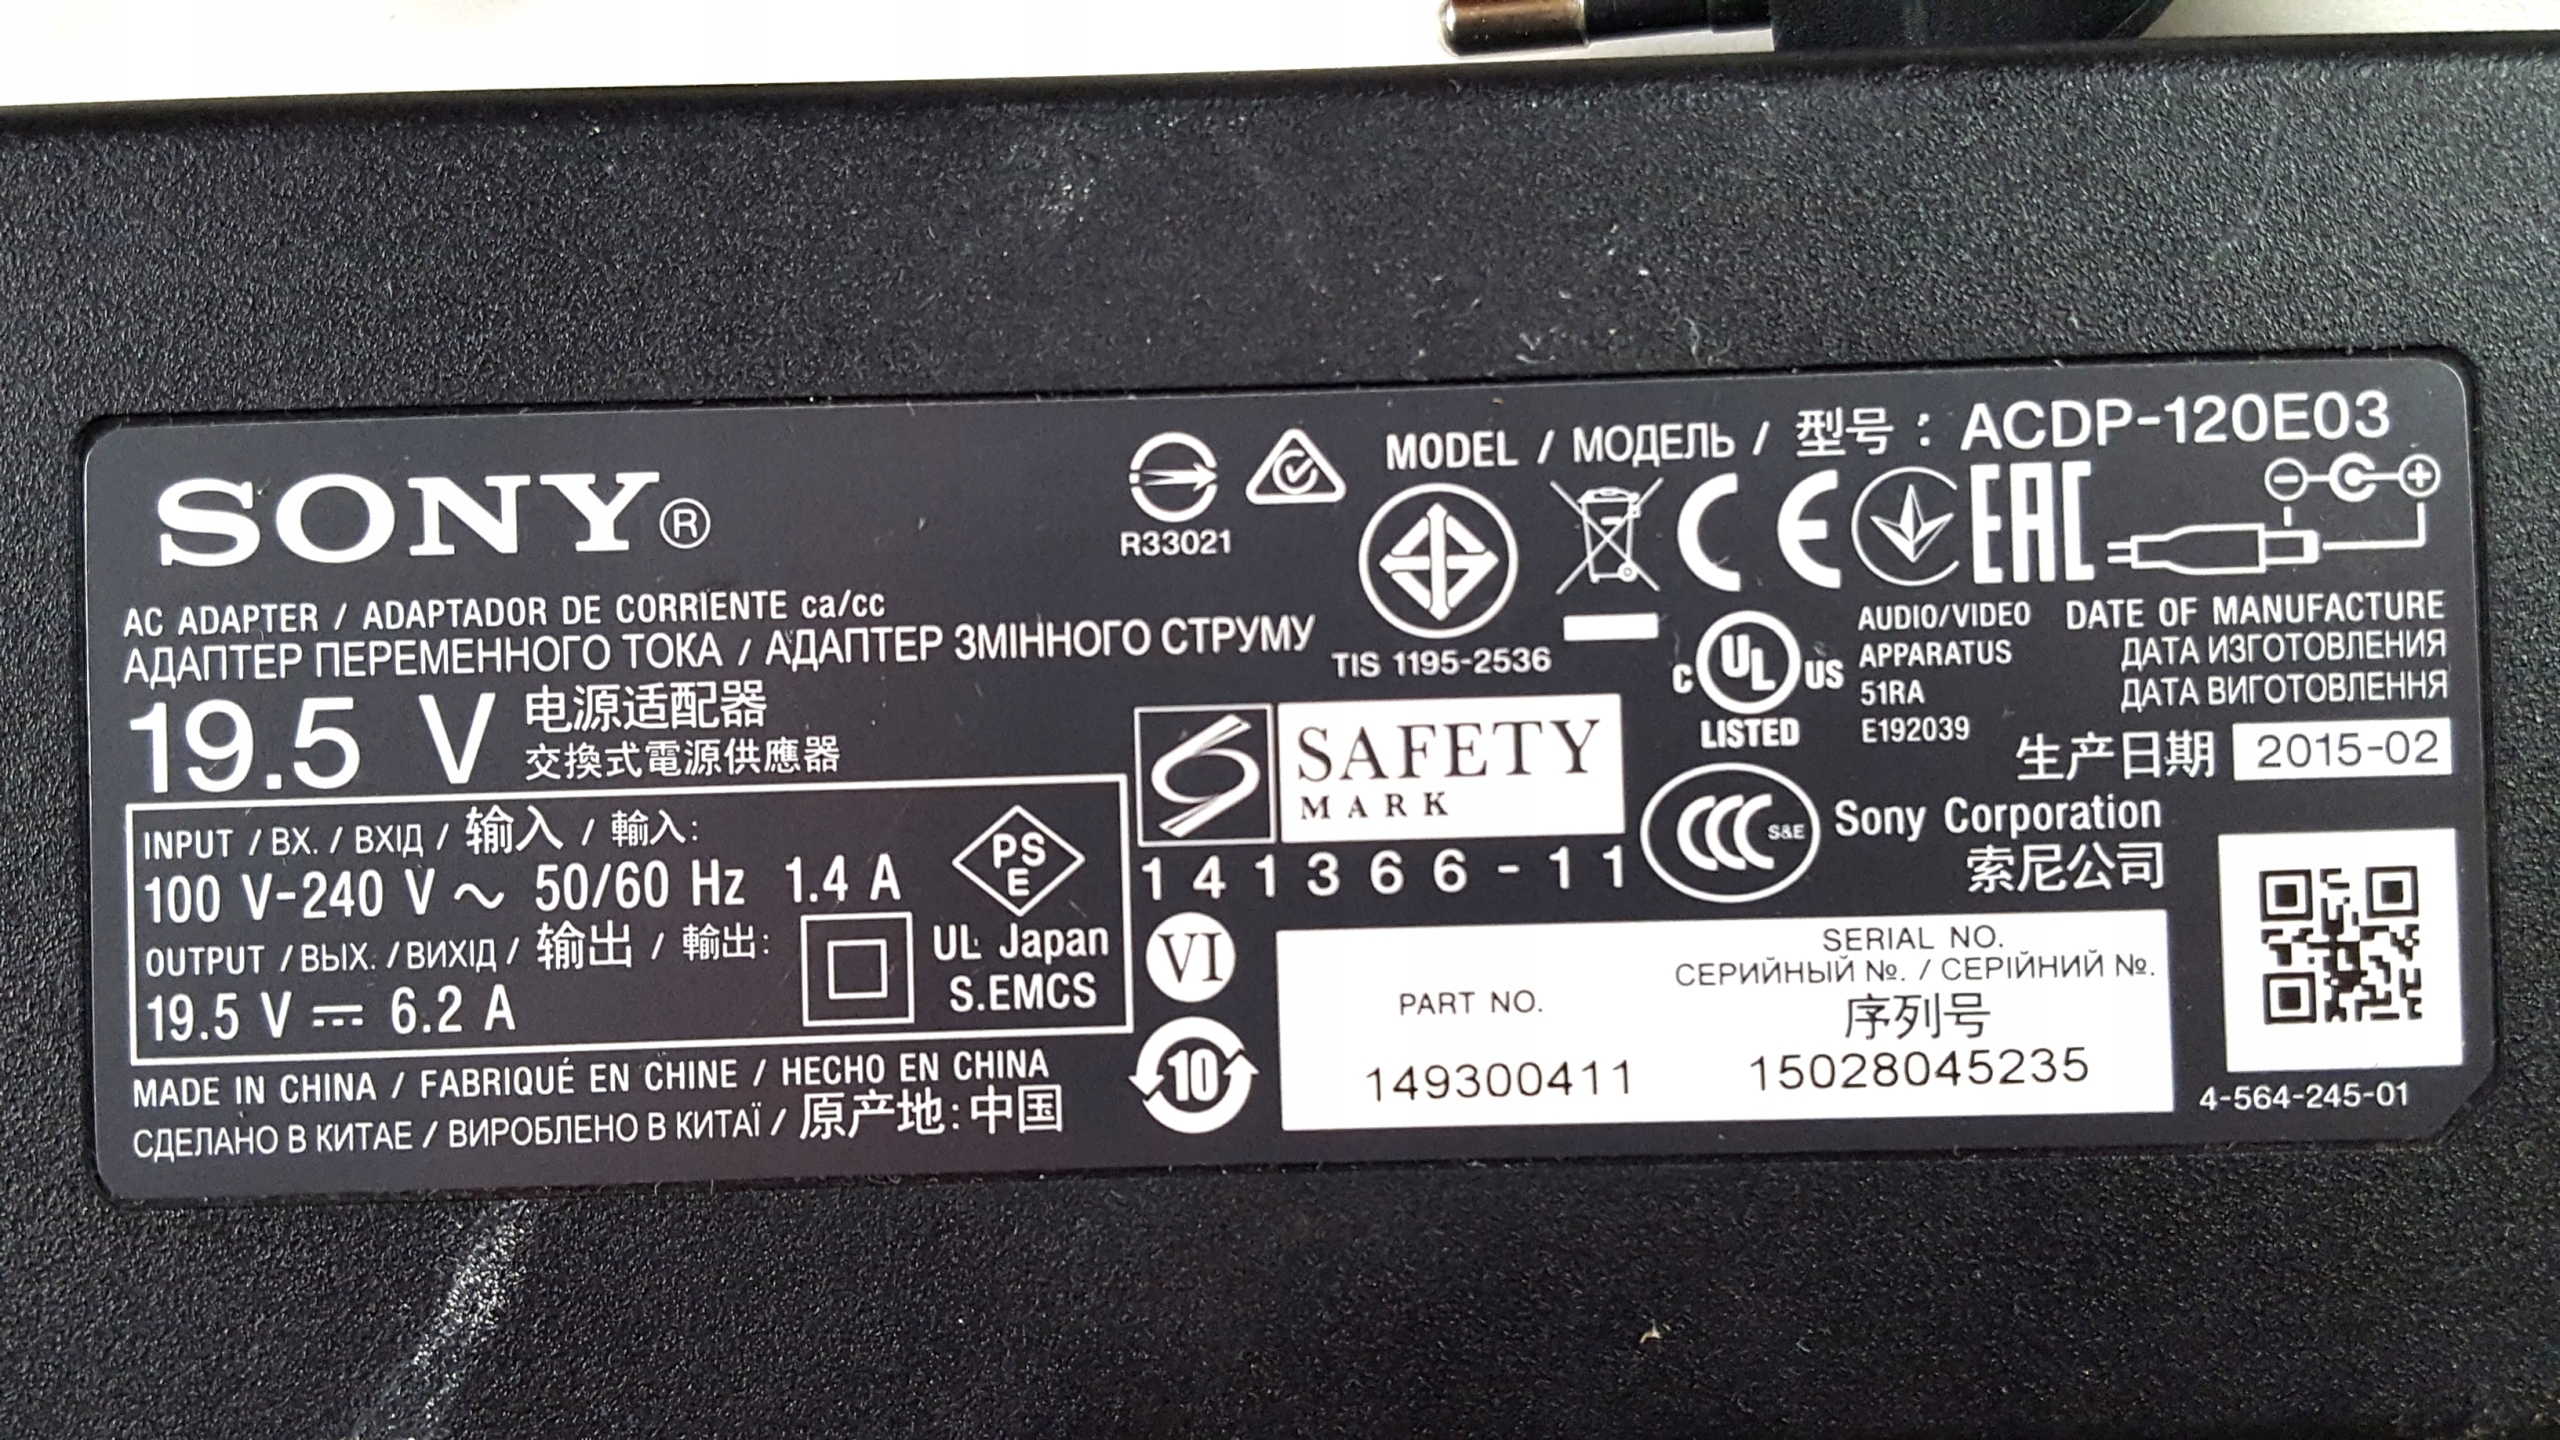 SONY®
AC ADAPTER / ADAPTADOR DE CORRIENTE ca/cc
АДАПТЕР ПЕРЕМЕННОГО ТОКА / АДАПТЕР ЗМІННОГО СТРУМУ
19.5 V
电源适配器
交換式電源供應器
INPUT / ВХ. / ВХІД / 输入 / 輸入:
100 V-240 V ~ 50/60 Hz 1.4 A
OUTPUT / ВЫХ. / ВИХІД / 输出 / 輸出:
19.5 V ⎓ 6.2 A
PS
E
UL Japan
S.EMCS
MADE IN CHINA / FABRIQUÉ EN CHINE / HECHO EN CHINA
СДЕЛАНО В КИТАЕ / ВИРОБЛЕНО В КИТАЇ / 原产地:中国
R33021
MODEL / МОДЕЛЬ / 型号 : ACDP-120E03
TIS 1195-2536
CE
EAC
C UL US
LISTED
AUDIO/VIDEO
APPARATUS
51RA
E192039
DATE OF MANUFACTURE
ДАТА ИЗГОТОВЛЕНИЯ
ДАТА ВИГОТОВЛЕННЯ
生产日期 2015-02
SAFETY
MARK
141366-11
CCC S&E
Sony Corporation
索尼公司
VI
10
PART NO.
149300411
SERIAL NO.
СЕРИЙНЫЙ №. / СЕРІЙНИЙ №.
序列号
15028045235
4-564-245-01